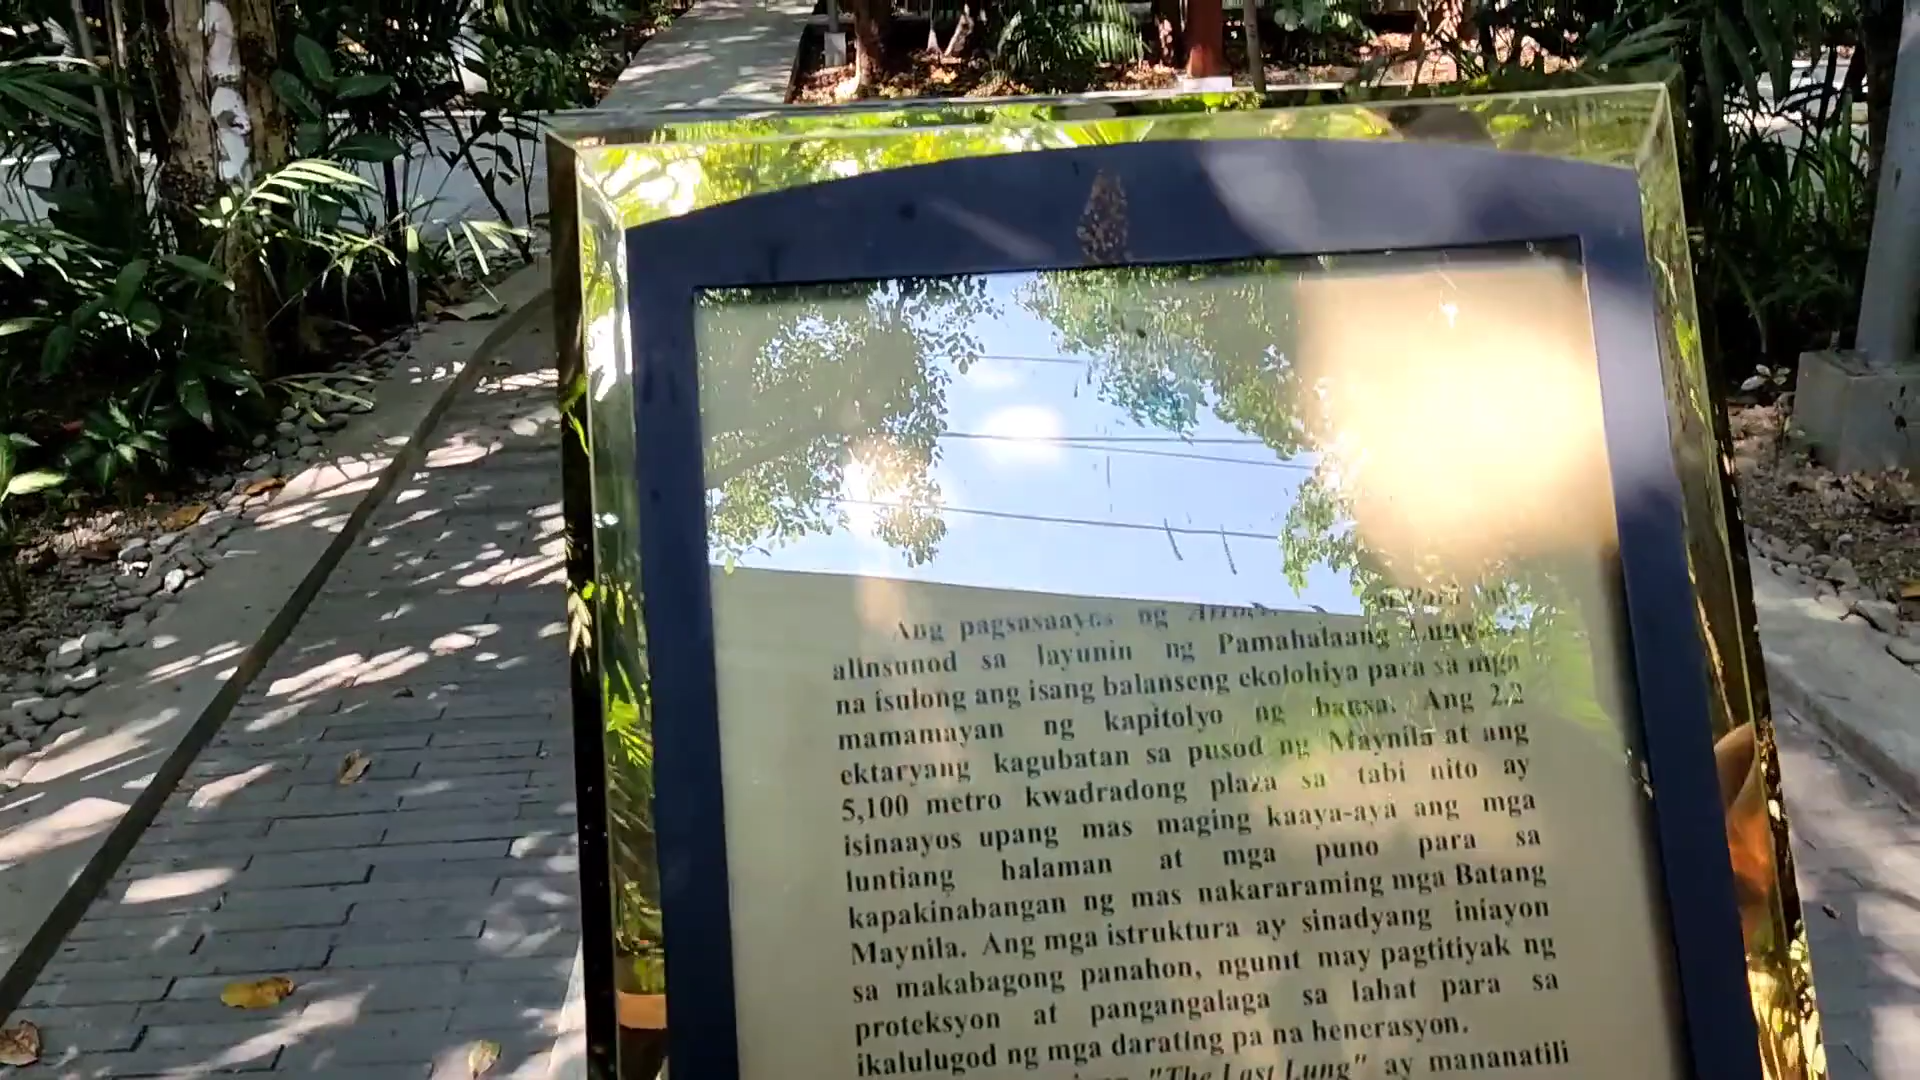 Ang pagsasaayos ng
alinsunod sa layunin ng Pamahalaang
na isulong ang isang balanseng ekolohiya para sa mga
mamamayan ng kapitolyo ng bansa. Ang 2.2
ektaryang kagubatan sa pusod ng Maynila at ang
5,100 metro kwadradong plaza sa tabi nito ay
isinaayos upang mas maging kaaya-aya ang mga
luntiang halaman at mga puno para sa
kapakinabangan ng mas nakararaming mga Batang
Maynila. Ang mga istruktura ay sinadyang iniayon
sa makabagong panahon, ngunit may pagtitiyak ng
proteksyon at pangangalaga sa lahat para sa
ikalulugod ng mga darating pa na henerasyon.
"The Last Lung" ay mananatili